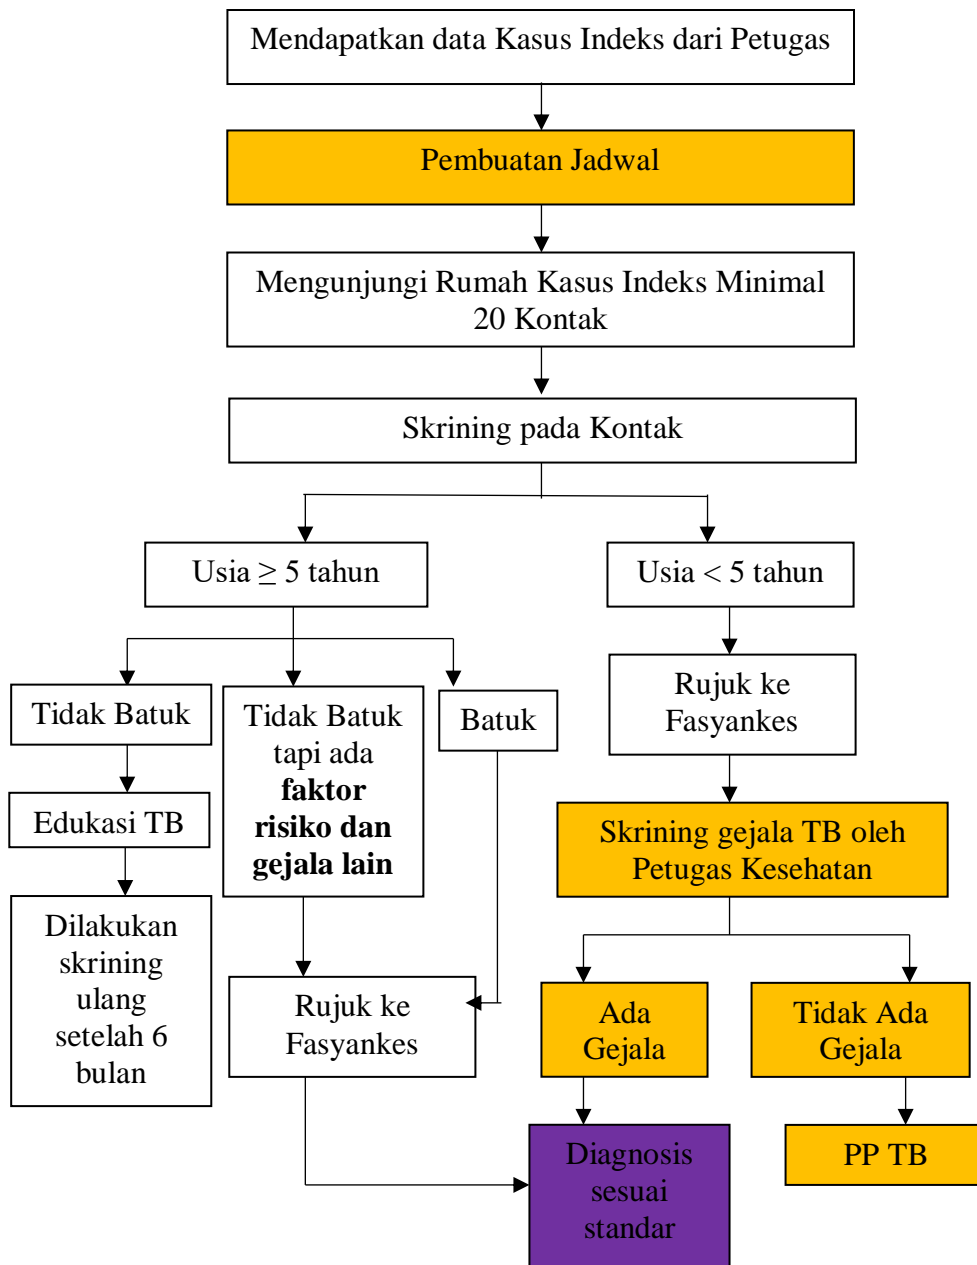 Mendapatkan data Kasus Indeks dari Petugas
Pembuatan Jadwal
Mengunjungi Rumah Kasus Indeks Minimal
20 Kontak
Skrining pada Kontak
Usia ≥ 5 tahun
Usia < 5 tahun
Tidak Batuk
Tidak Batuk
tapi ada
faktor
risiko dan
gejala lain
Batuk
Rujuk ke
Fasyankes
Edukasi TB
Skrining gejala TB oleh
Petugas Kesehatan
Dilakukan
skrining
ulang
setelah 6
bulan
Rujuk ke
Fasyankes
Ada
Gejala
Tidak Ada
Gejala
Diagnosis
sesuai
standar
PP TB